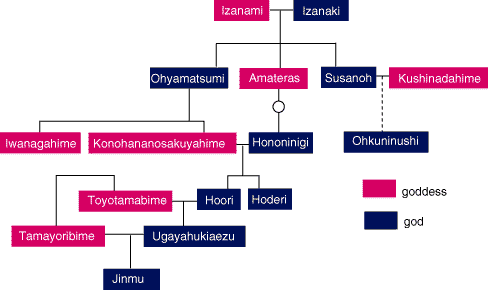 Izanami
Izanaki
Ohyamatsumi
Amateras
Susanoh
Kushinadahime
Iwanagahime
Konohananosakuyahime
Hononinigi
Ohkuninushi
Toyotamabime
Hoori
Hoderi
goddess
god
Tamayoribime
Ugayahukiaezu
Jinmu